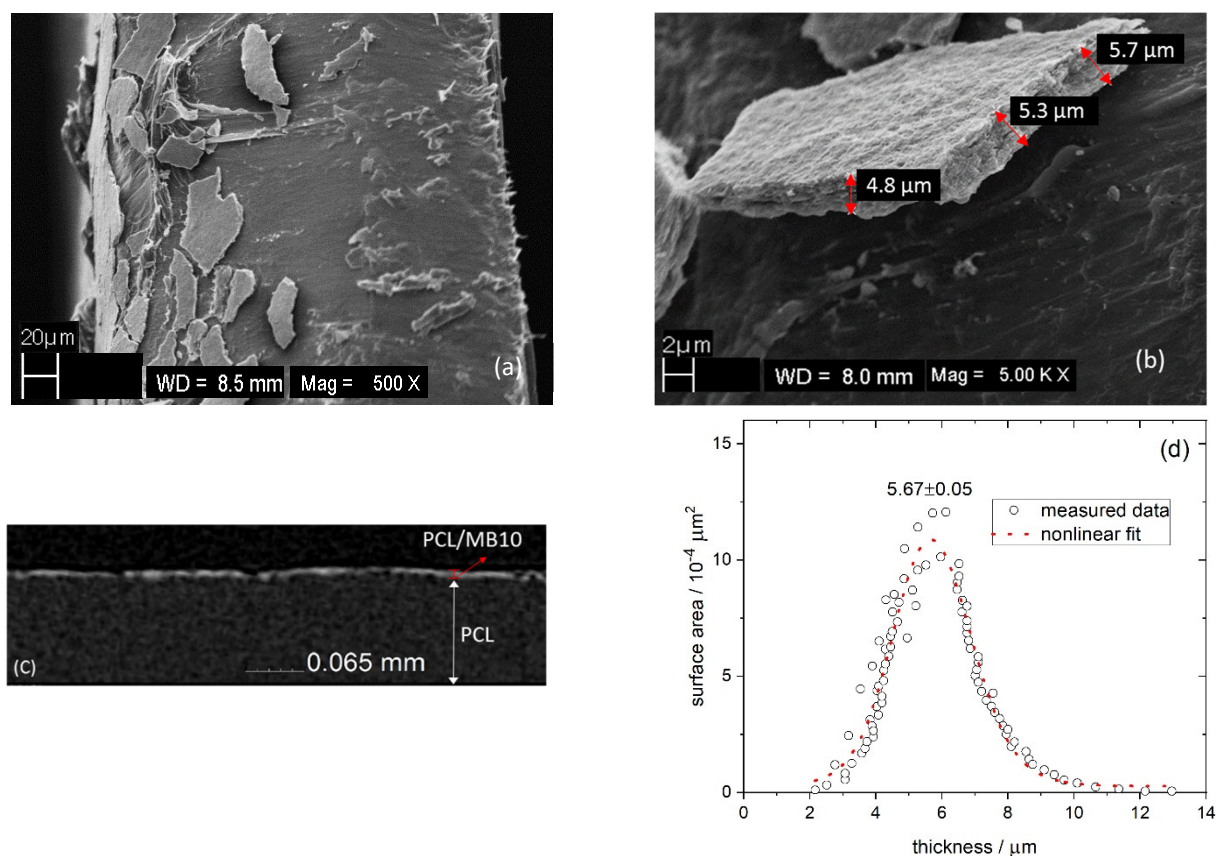 20µm
WD = 8.5 mm Mag = 500 X
(a)
5.7 µm
5.3 µm
4.8 µm
2µm
WD = 8.0 mm Mag = 5.00 K X
(b)
PCL/MB10
PCL
0.065 mm
(C)
(d)
5.67±0.05
measured data
nonlinear fit
surface area / 10⁻⁴ µm²
15
10
5
0
0 2 4 6 8 10 12 14
thickness / µm